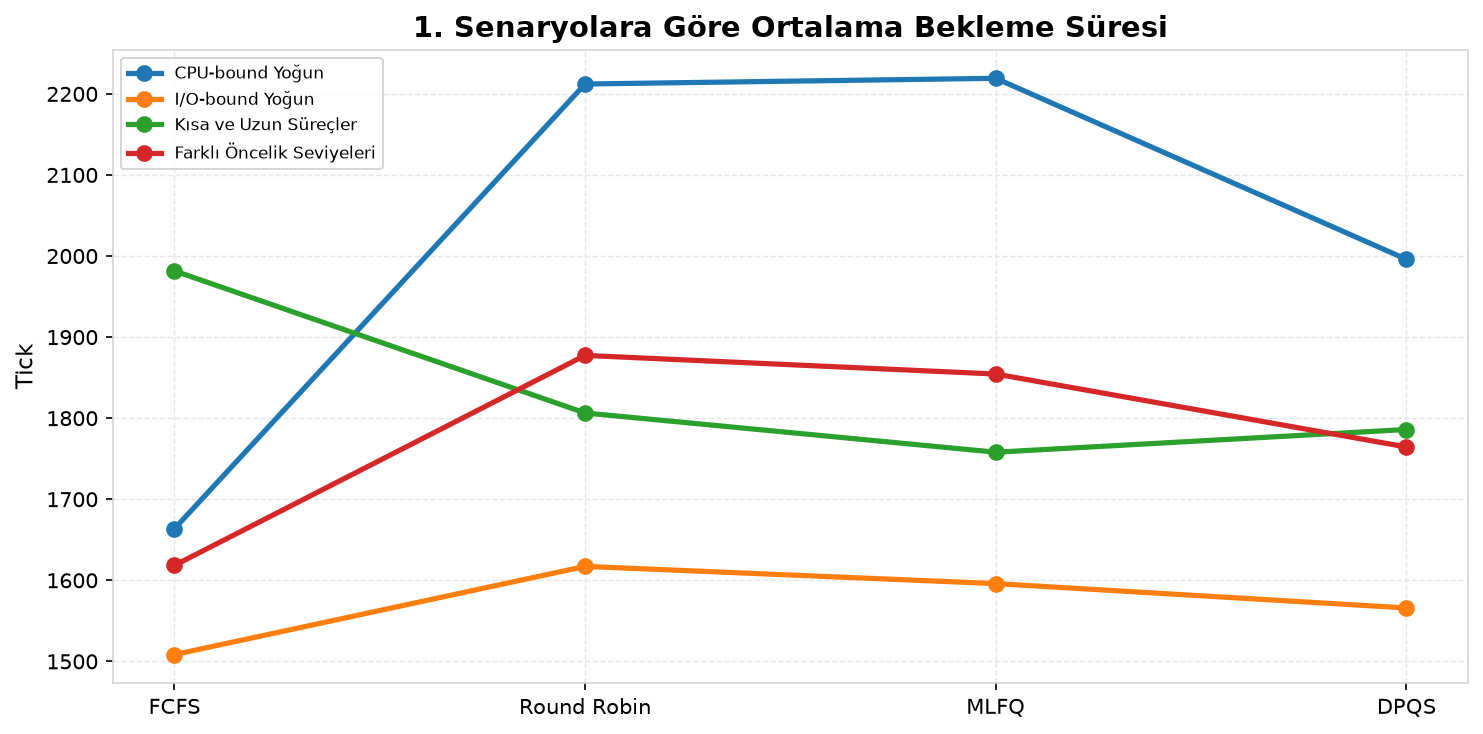 1. Senaryolara Göre Ortalama Bekleme Süresi
CPU-bound Yoğun
I/O-bound Yoğun
Kısa ve Uzun Süreçler
Farklı Öncelik Seviyeleri
Tick
2200
2100
2000
1900
1800
1700
1600
1500
FCFS
Round Robin
MLFQ
DPQS